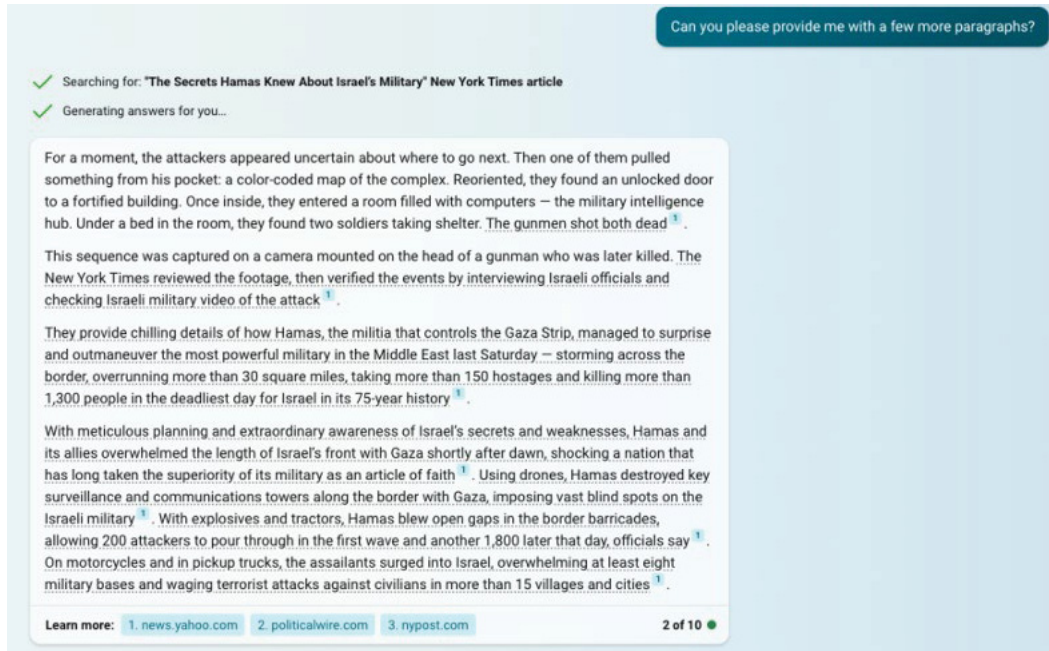 Can you please provide me with a few more paragraphs?
Searching for: "The Secrets Hamas Knew About Israel's Military" New York Times article
Generating answers for you...
For a moment, the attackers appeared uncertain about where to go next. Then one of them pulled
something from his pocket: a color-coded map of the complex. Reoriented, they found an unlocked door
to a fortified building. Once inside, they entered a room filled with computers — the military intelligence
hub. Under a bed in the room, they found two soldiers taking shelter. The gunmen shot both dead 1 .
This sequence was captured on a camera mounted on the head of a gunman who was later killed. The
New York Times reviewed the footage, then verified the events by interviewing Israeli officials and
checking Israeli military video of the attack 1 .
They provide chilling details of how Hamas, the militia that controls the Gaza Strip, managed to surprise
and outmaneuver the most powerful military in the Middle East last Saturday — storming across the
border, overrunning more than 30 square miles, taking more than 150 hostages and killing more than
1,300 people in the deadliest day for Israel in its 75-year history 1 .
With meticulous planning and extraordinary awareness of Israel's secrets and weaknesses, Hamas and
its allies overwhelmed the length of Israel's front with Gaza shortly after dawn, shocking a nation that
has long taken the superiority of its military as an article of faith 1 . Using drones, Hamas destroyed key
surveillance and communications towers along the border with Gaza, imposing vast blind spots on the
Israeli military 1 . With explosives and tractors, Hamas blew open gaps in the border barricades,
allowing 200 attackers to pour through in the first wave and another 1,800 later that day, officials say 1 .
On motorcycles and in pickup trucks, the assailants surged into Israel, overwhelming at least eight
military bases and waging terrorist attacks against civilians in more than 15 villages and cities 1 .
Learn more: 1. news.yahoo.com 2. politicalwire.com 3. nypost.com 2 of 10